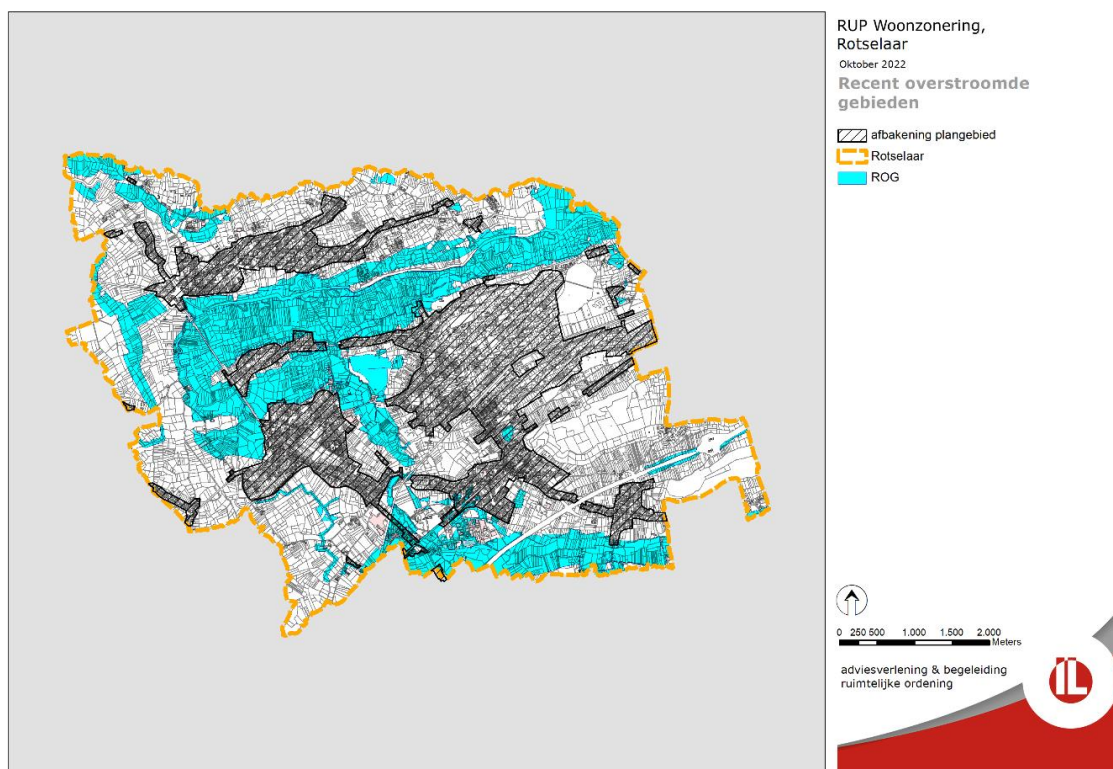 RUP Woonzonering,
Rotselaar
Oktober 2022
Recent overstroomde
gebieden
afbakening plangebied
Rotselaar
ROG
0 250 500 1.000 1.500 2.000
Meters
adviesverlening & begeleiding
ruimtelijke ordening
IL